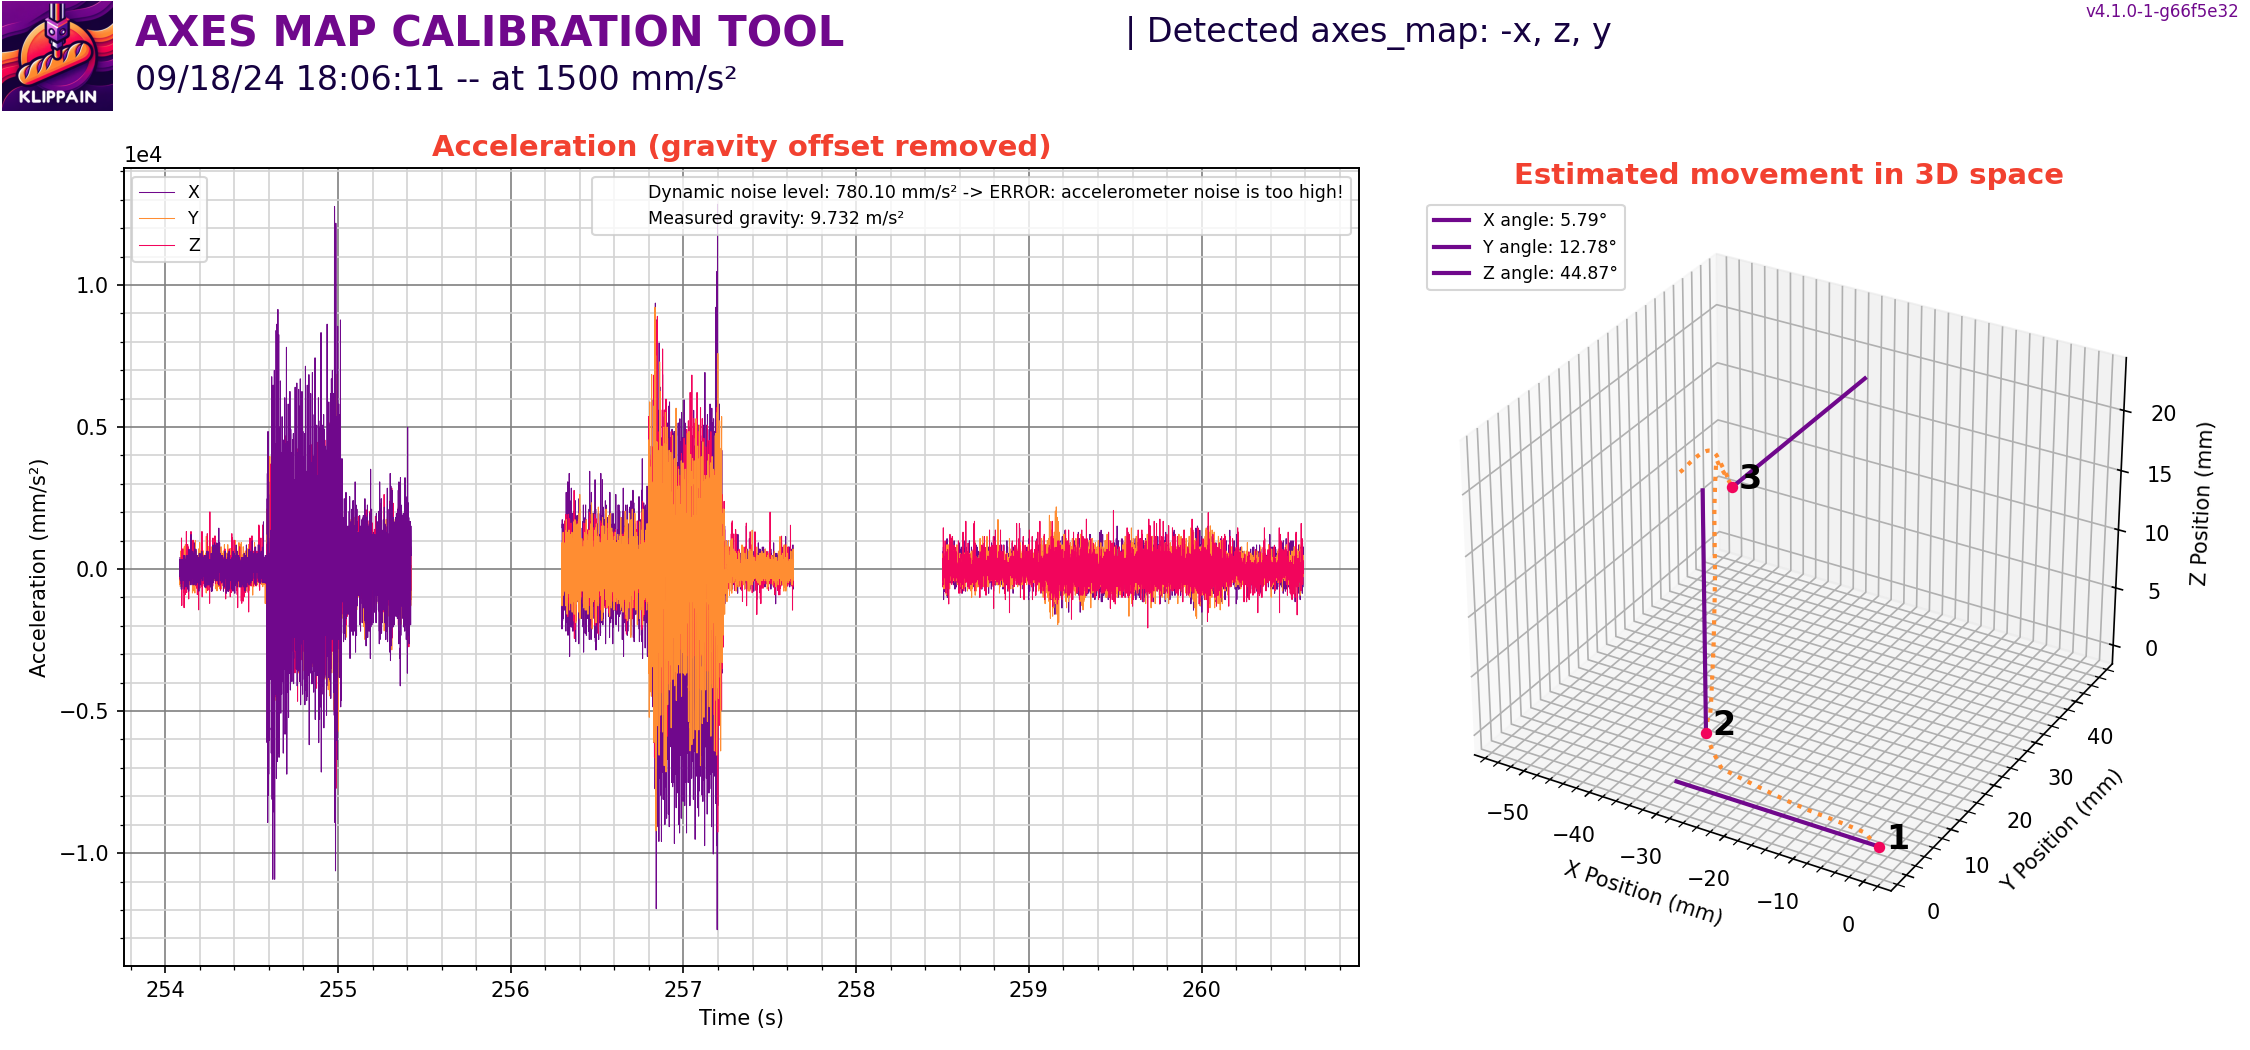 KLIPPAIN
AXES MAP CALIBRATION TOOL
09/18/24 18:06:11 -- at 1500 mm/s²
| Detected axes_map: -x, z, y
v4.1.0-1-g66f5e32
Acceleration (gravity offset removed)
1e4
X
Y
Z
Dynamic noise level: 780.10 mm/s² -> ERROR: accelerometer noise is too high!
Measured gravity: 9.732 m/s²
1.0
0.5
0.0
−0.5
−1.0
Acceleration (mm/s²)
254 255 256 257 258 259 260
Time (s)
Estimated movement in 3D space
X angle: 5.79°
Y angle: 12.78°
Z angle: 44.87°
3
2
1
20
15
10
5
0
Z Position (mm)
−50 −40 −30 −20 −10 0
X Position (mm)
0 10 20 30 40
Y Position (mm)